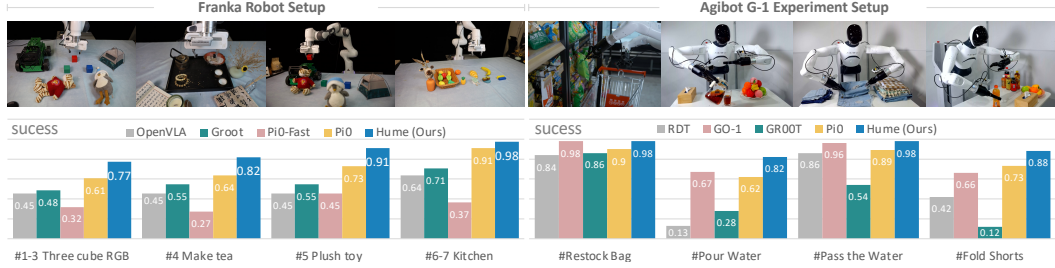 Franka Robot Setup
Agibot G-1 Experiment Setup
sucess
OpenVLA Groot Pi0-Fast Pi0 Hume (Ours)
0.45 0.48 0.32 0.61 0.77
0.45 0.55 0.27 0.64 0.82
0.45 0.55 0.45 0.73 0.91
0.64 0.71 0.37 0.91 0.98
#1-3 Three cube RGB #4 Make tea #5 Plush toy #6-7 Kitchen
sucess
RDT GO-1 GR00T Pi0 Hume (Ours)
0.84 0.98 0.86 0.9 0.98
0.13 0.67 0.28 0.62 0.82
0.86 0.96 0.54 0.89 0.98
0.42 0.66 0.12 0.73 0.88
#Restock Bag #Pour Water #Pass the Water #Fold Shorts